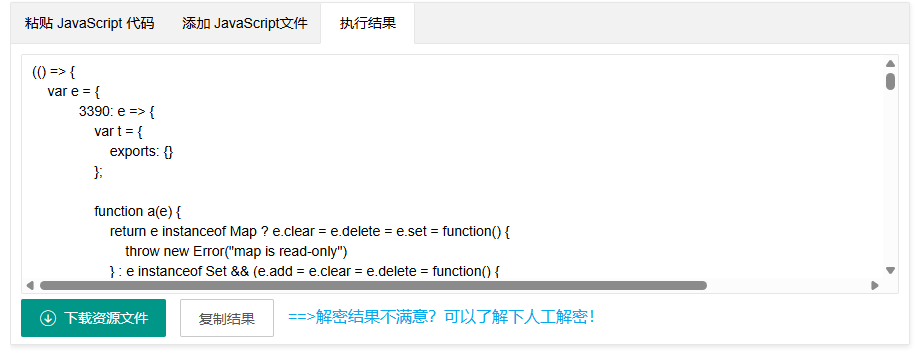 粘贴 JavaScript 代码 添加 JavaScript文件 执行结果
(() => {
var e = {
3390: e => {
var t = {
exports: {}
};
function a(e) {
return e instanceof Map ? e.clear = e.delete = e.set = function() {
throw new Error("map is read-only")
} : e instanceof Set && (e.add = e.clear = e.delete = function() {
下载资源文件 复制结果 ==>解密结果不满意？可以了解下人工解密！